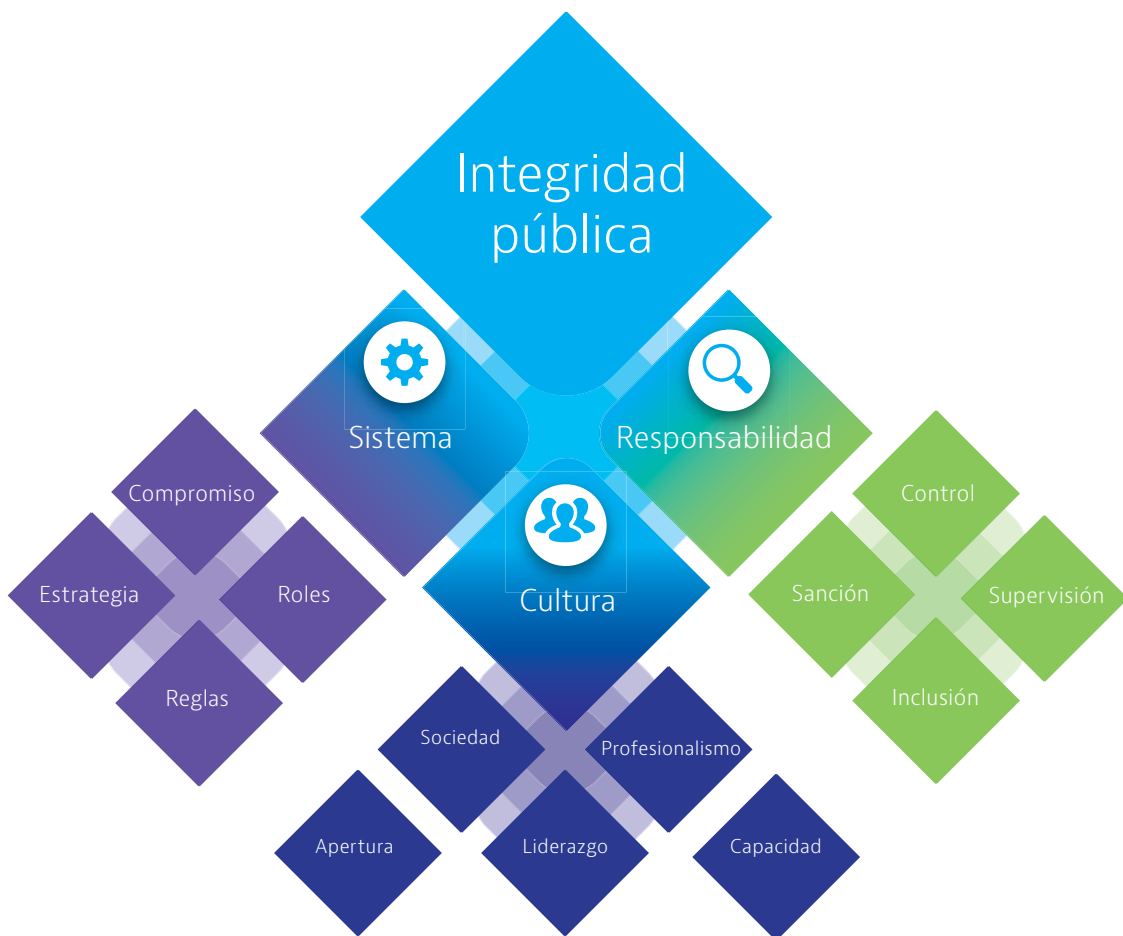 Integridad
pública
Sistema
Responsabilidad
Cultura
Compromiso
Estrategia
Roles
Reglas
Control
Sanción
Supervisión
Inclusión
Sociedad
Profesionalismo
Apertura
Liderazgo
Capacidad